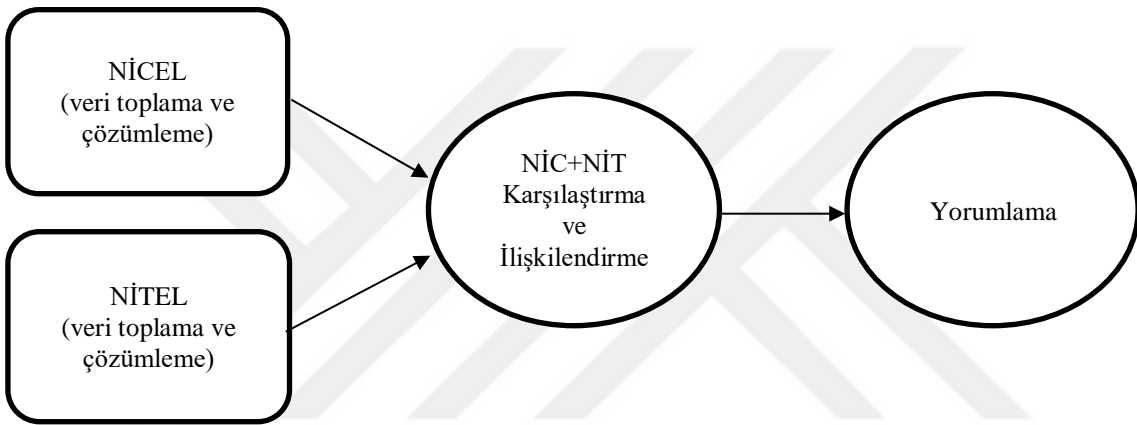 NİCEL
(veri toplama ve
çözümleme)
NİTEL
(veri toplama ve
çözümleme)
NİC+NİT
Karşılaştırma
ve
İlişkilendirme
Yorumlama